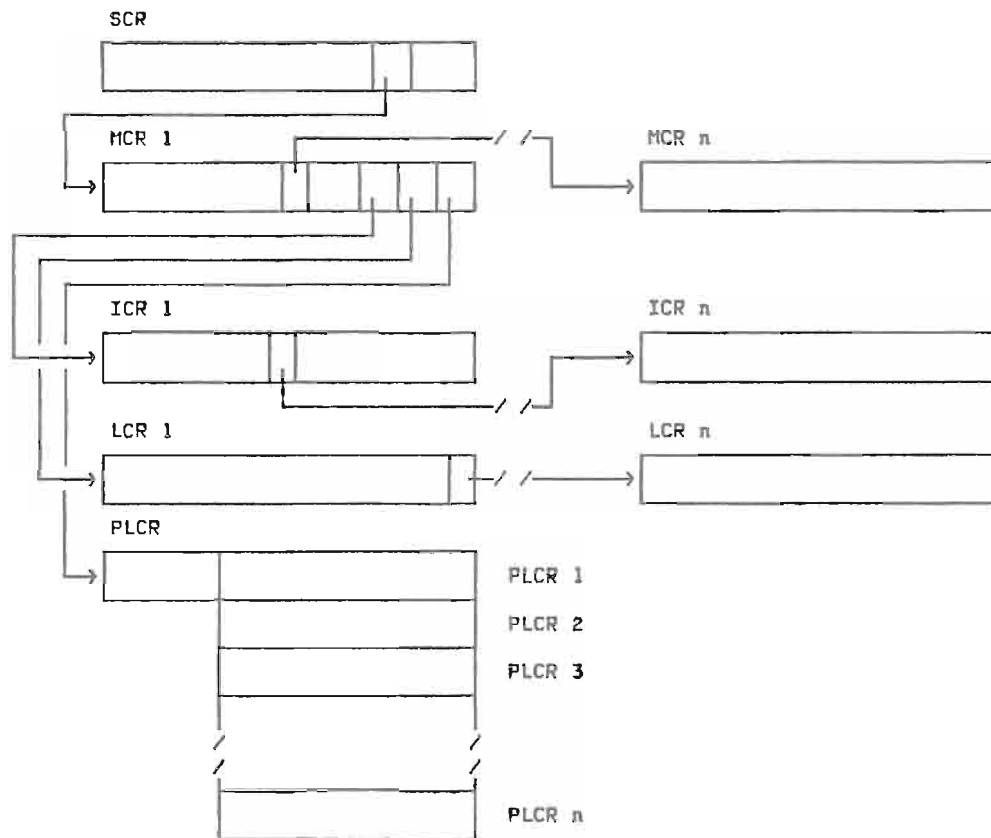 SCR
MCR 1
MCR n
ICR 1
ICR n
LCR 1
LCR n
PLCR
PLCR 1
PLCR 2
PLCR 3
PLCR n